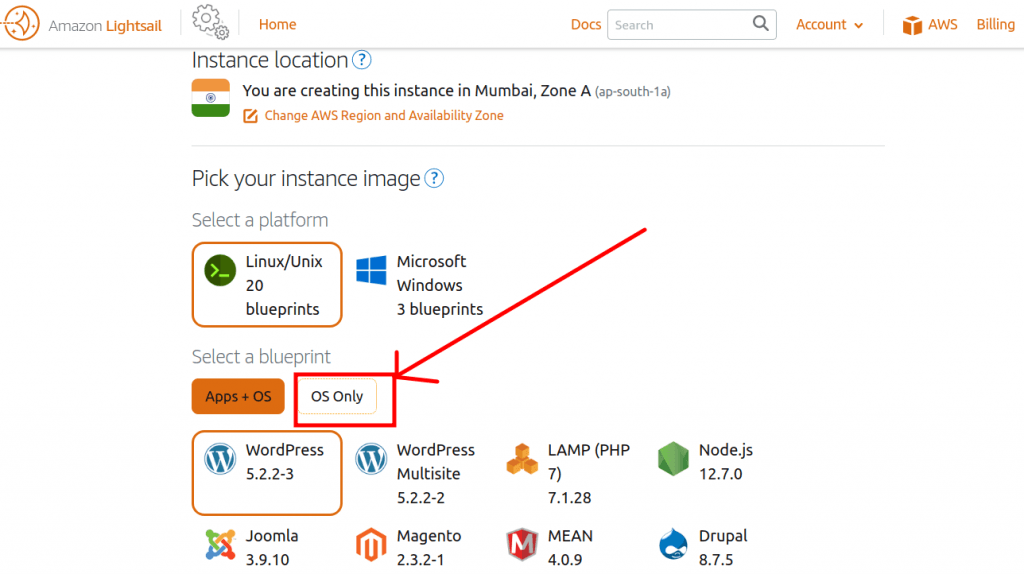 Amazon Lightsail
Home
Docs
Search
Account
AWS
Billing
Instance location ?
You are creating this instance in Mumbai, Zone A (ap-south-1a)
Change AWS Region and Availability Zone
Pick your instance image ?
Select a platform
Linux/Unix
20
blueprints
Microsoft
Windows
3 blueprints
Select a blueprint
Apps + OS
OS Only
WordPress
5.2.2-3
WordPress
Multisite
5.2.2-2
LAMP (PHP
7)
7.1.28
Node.js
12.7.0
Joomla
3.9.10
Magento
2.3.2-1
MEAN
4.0.9
Drupal
8.7.5